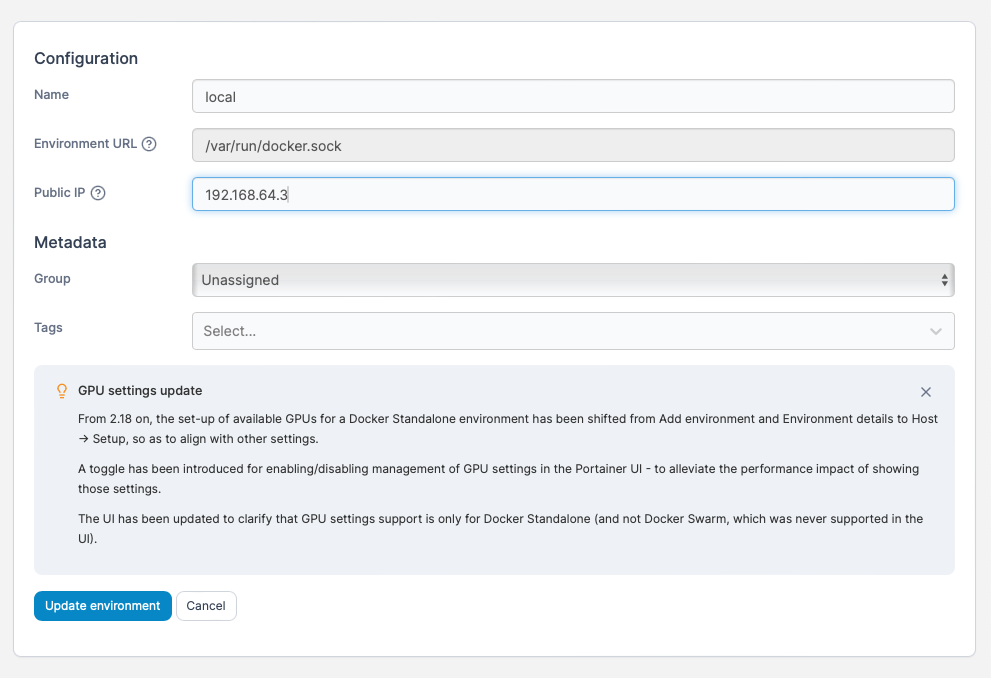 Configuration
Name
local
Environment URL
/var/run/docker.sock
Public IP
192.168.64.3
Metadata
Group
Unassigned
Tags
Select...
GPU settings update
From 2.18 on, the set-up of available GPUs for a Docker Standalone environment has been shifted from Add environment and Environment details to Host
→ Setup, so as to align with other settings.
A toggle has been introduced for enabling/disabling management of GPU settings in the Portainer UI - to alleviate the performance impact of showing
those settings.
The UI has been updated to clarify that GPU settings support is only for Docker Standalone (and not Docker Swarm, which was never supported in the
UI).
Update environment
Cancel